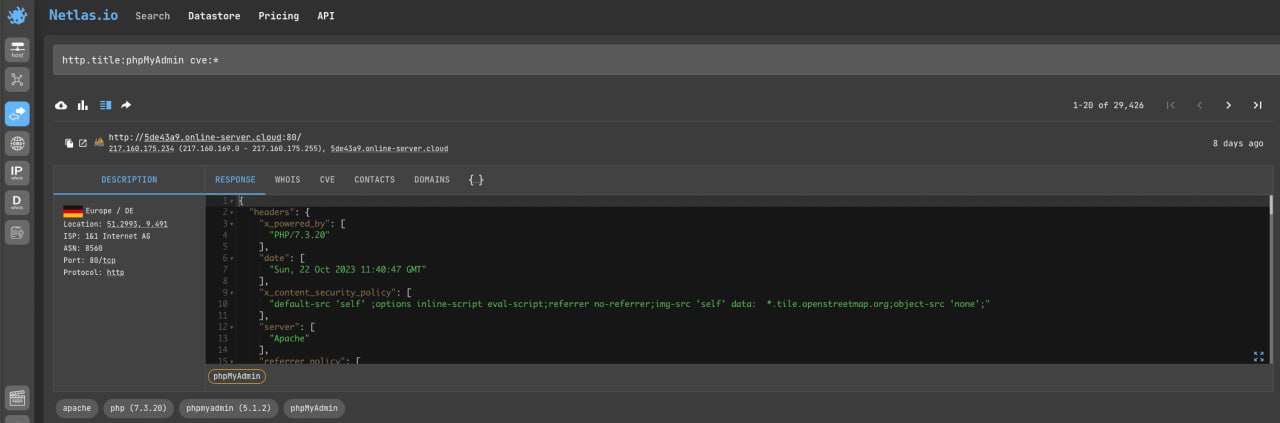 Netlas.io Search Datastore Pricing API
host
http.title:phpMyAdmin cve:*
1-20 of 29,426
http://5de43a9.online-server.cloud:80/
217.160.175.234 (217.160.169.0 - 217.160.175.255), 5de43a9.online-server.cloud
8 days ago
IP
D
DESCRIPTION
RESPONSE WHOIS CVE CONTACTS DOMAINS {..}
Europe / DE
Location: 51.2993, 9.491
ISP: 1&1 Internet AG
ASN: 8560
Port: 80/tcp
Protocol: http
1 {
2 "headers": {
3 "x_powered_by": [
4 "PHP/7.3.20"
5 ],
6 "date": [
7 "Sun, 22 Oct 2023 11:40:47 GMT"
8 ],
9 "x_content_security_policy": [
10 "default-src 'self' ;options inline-script eval-script;referrer no-referrer;img-src 'self' data:  *.tile.openstreetmap.org;object-src 'none';"
11 ],
12 "server": [
13 "Apache"
14 ],
15 "referrer_policy": [
phpMyAdmin
apache php (7.3.20) phpmyadmin (5.1.2) phpMyAdmin